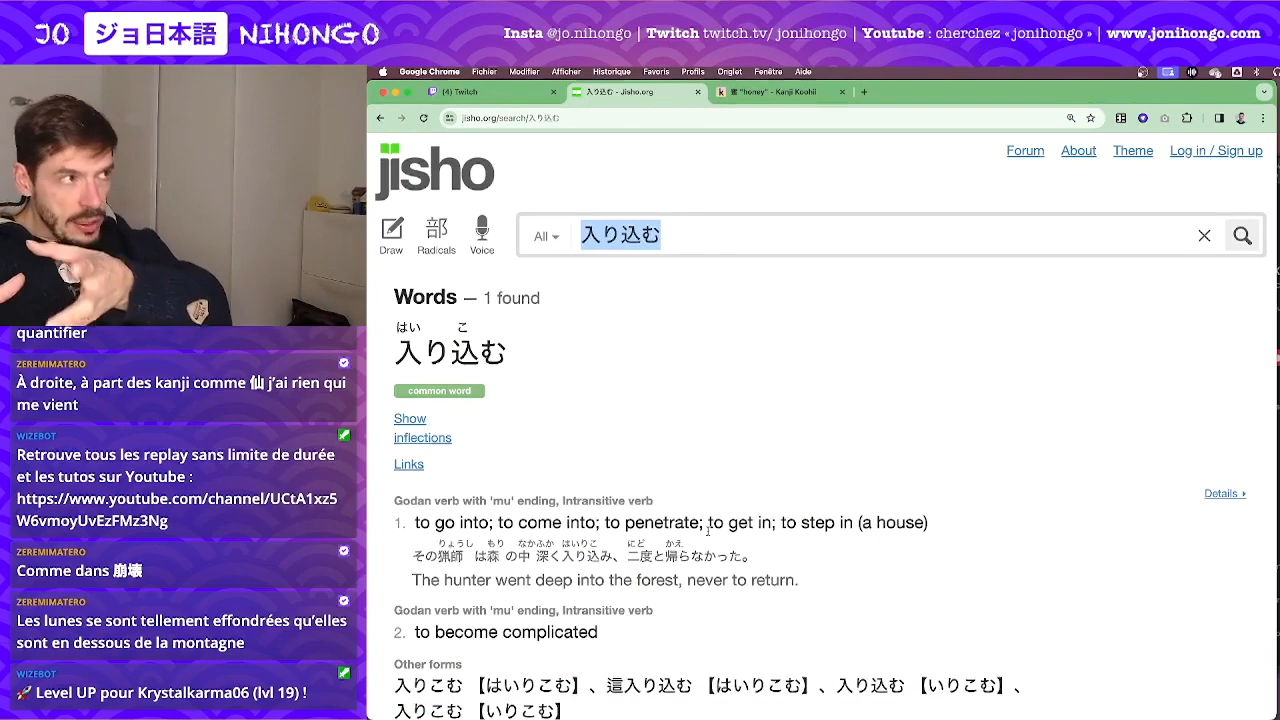 JO ジョ日本語 NIHONGO
Insta @jo.nihongo | Twitch twitch.tv/ jonihongo | Youtube : cherchez « jonihongo » | www.jonihongo.com
Google Chrome Fichier Modifier Afficher Historique Favoris Profils Onglet Fenêtre Aide
(4) Twitch
入り込む - Jisho.org
蜜 "honey" - Kanji Koohii
jisho.org/search/入り込む
Forum About Theme Log in / Sign up
jisho
Draw
部 Radicals
Voice
All
入り込む
Words — 1 found
はい こ
入り込む
common word
Show
inflections
Links
Godan verb with 'mu' ending, Intransitive verb
Details
1. to go into; to come into; to penetrate; to get in; to step in (a house)
りょうし もり なかふか はいりこ にど かえ
その猟師 は森 の中 深く入り込み、二度と帰らなかった。
The hunter went deep into the forest, never to return.
Godan verb with 'mu' ending, Intransitive verb
2. to become complicated
Other forms
入りこむ 【はいりこむ】、這入り込む 【はいりこむ】、入り込む 【いりこむ】、
入りこむ 【いりこむ】
quantifier
ZEREMIMATERO
À droite, à part des kanji comme 仙 j'ai rien qui
me vient
WIZEBOT
Retrouve tous les replay sans limite de durée
et les tutos sur Youtube :
https://www.youtube.com/channel/UCtA1xz5
W6vmoyUvEzFMz3Ng
ZEREMIMATERO
Comme dans 崩壊
ZEREMIMATERO
Les lunes se sont tellement effondrées qu'elles
sont en dessous de la montagne
WIZEBOT
🚀 Level UP pour Krystalkarma06 (lvl 19) !